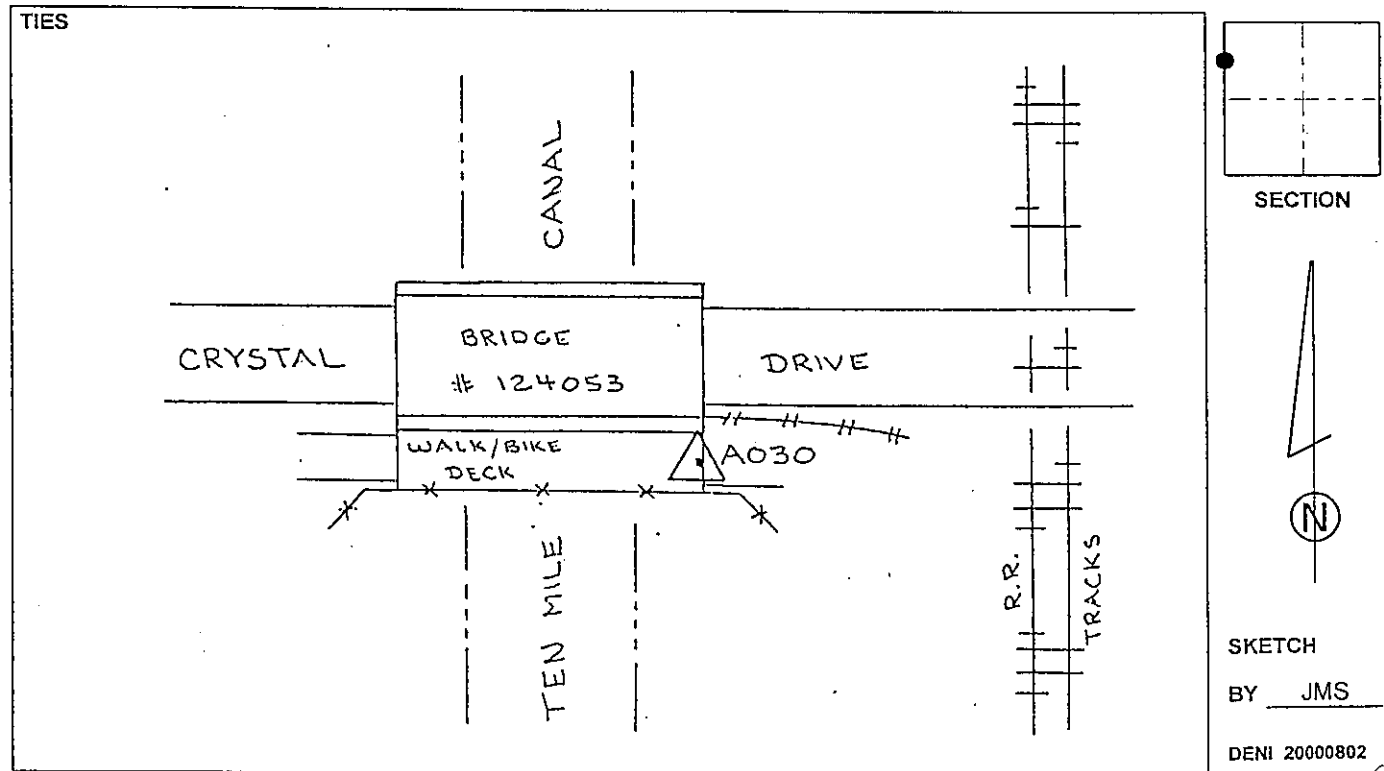 TIES
CANAL
SECTION
CRYSTAL
BRIDGE
# 124053
DRIVE
WALK/BIKE
DECK
A030
N
TEN MILE
R.R.
TRACKS
SKETCH
BY JMS
DENI 20000802